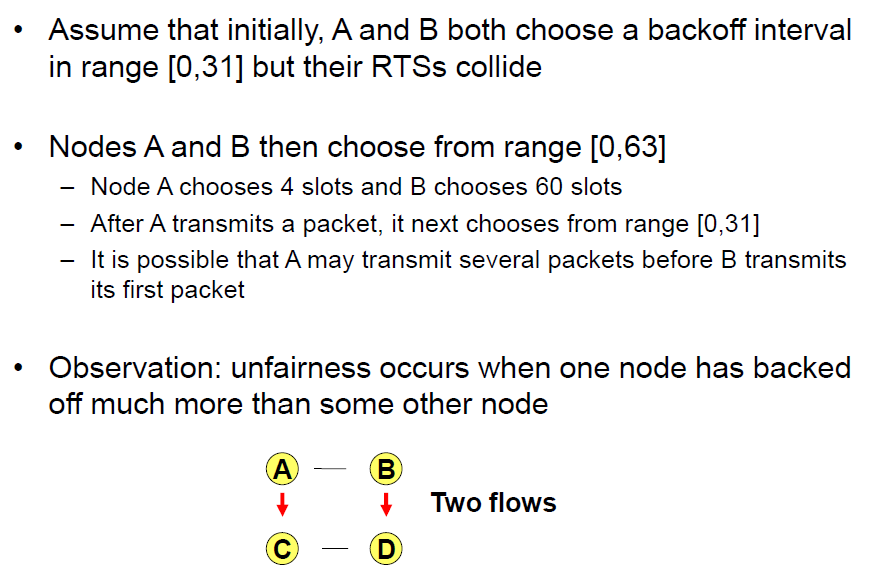 • Assume that initially, A and B both choose a backoff interval
in range [0,31] but their RTSs collide
• Nodes A and B then choose from range [0,63]
– Node A chooses 4 slots and B chooses 60 slots
– After A transmits a packet, it next chooses from range [0,31]
– It is possible that A may transmit several packets before B transmits
its first packet
• Observation: unfairness occurs when one node has backed
off much more than some other node
A B
Two flows
C D